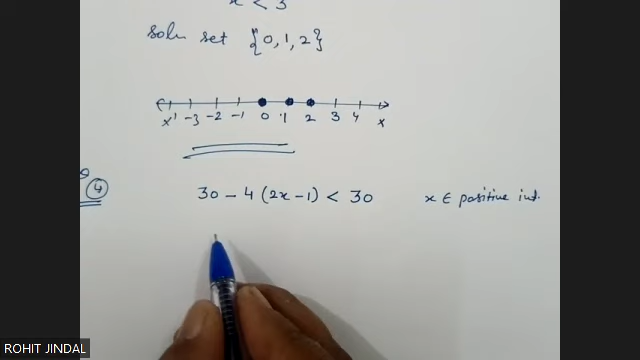 x < 3
soln set {0, 1, 2}
x' -3 -2 -1 0 1 2 3 4 x
4
30 - 4 (2x - 1) < 30 x ∈ positive int.
ROHIT JINDAL